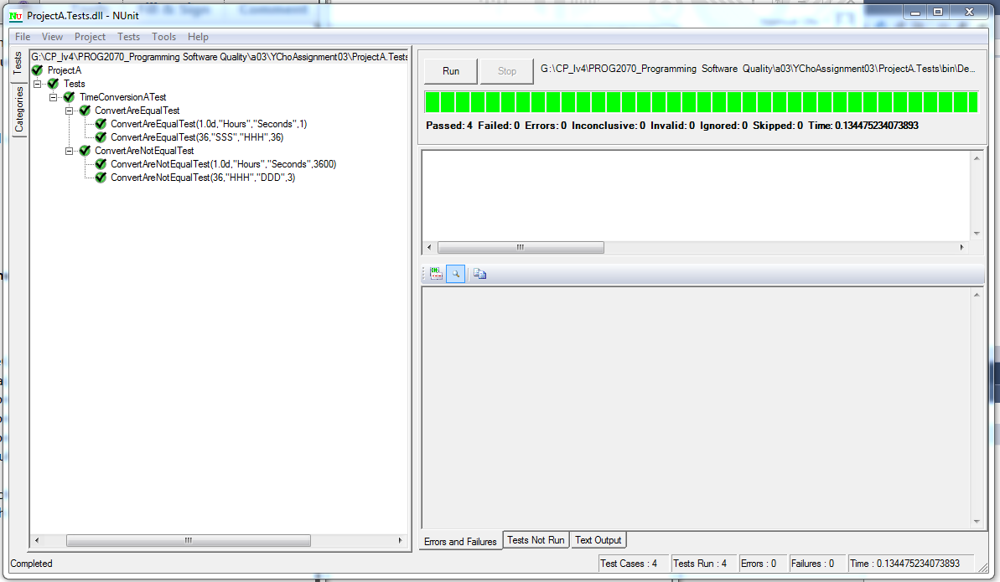 ProjectA.Tests.dll - NUnit
File View Project Tests Tools Help
Tests
Categories
G:\CP_lv4\PROG2070_Programming Software Quality\a03\YChoAssignment03\ProjectA.Tests
ProjectA
Tests
TimeConversionATest
ConvertAreEqualTest
ConvertAreEqualTest(1.0d,"Hours","Seconds",1)
ConvertAreEqualTest(36,"SSS","HHH",36)
ConvertAreNotEqualTest
ConvertAreNotEqualTest(1.0d,"Hours","Seconds",3600)
ConvertAreNotEqualTest(36,"HHH","DDD",3)
Run Stop G:\CP_lv4\PROG2070_Programming Software Quality\a03\YChoAssignment03\ProjectA.Tests\bin\De...
Passed: 4 Failed: 0 Errors: 0 Inconclusive: 0 Invalid: 0 Ignored: 0 Skipped: 0 Time: 0.134475234073893
Errors and Failures Tests Not Run Text Output
Completed Test Cases : 4 Tests Run : 4 Errors : 0 Failures : 0 Time : 0.134475234073893